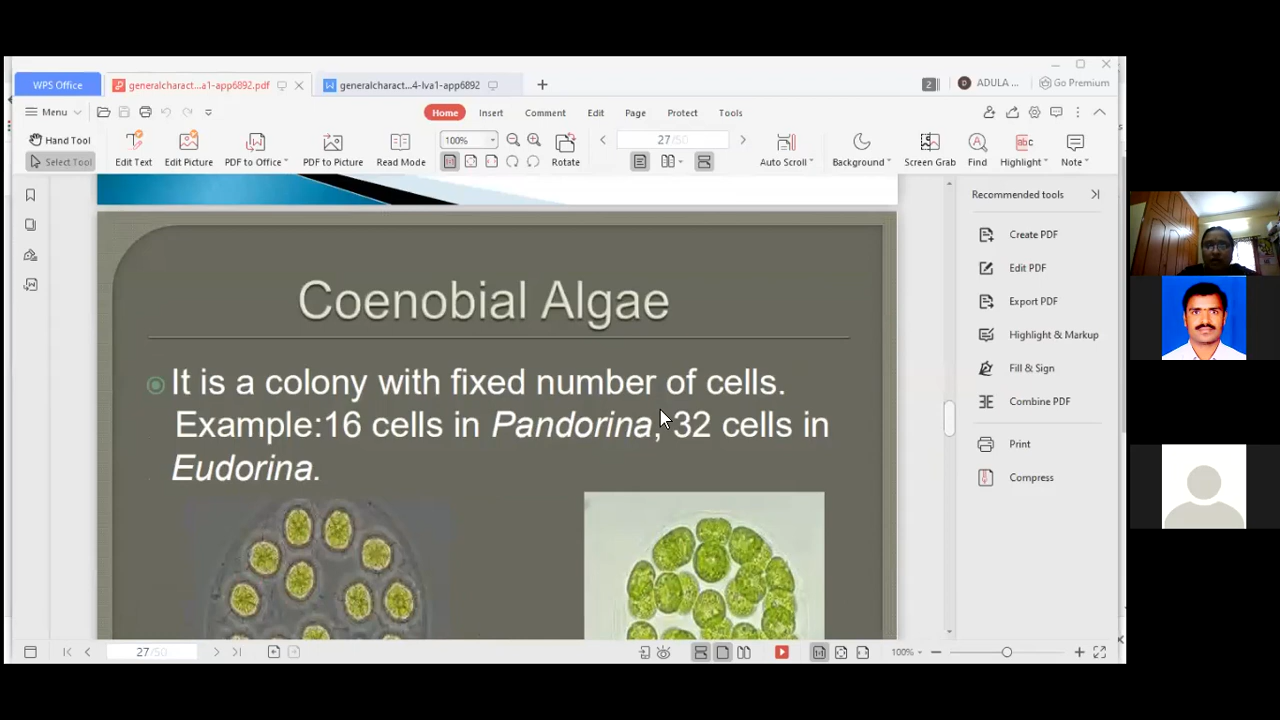 WPS Office
generalcharact...a1-app6892.pdf
generalcharact...4-lva1-app6892
2
ADULA ...
Go Premium
Menu
Home
Insert
Comment
Edit
Page
Protect
Tools
Hand Tool
Select Tool
Edit Text
Edit Picture
PDF to Office
PDF to Picture
Read Mode
100%
Rotate
27/50
Auto Scroll
Background
Screen Grab
Find
Highlight
Note
Recommended tools
Create PDF
Edit PDF
Export PDF
Highlight & Markup
Fill & Sign
Combine PDF
Print
Compress
Coenobial Algae
It is a colony with fixed number of cells.
Example:16 cells in Pandorina, 32 cells in
Eudorina.
27/50
100%